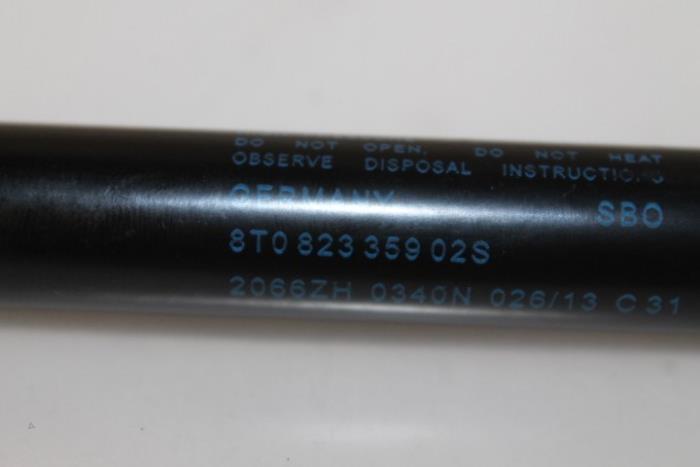 DO NOT OPEN. DO NOT HEAT
OBSERVE DISPOSAL INSTRUCTIONS
GERMANY SBO
8T0 823 359 02S
2066ZH 0340N 026/13 C 31